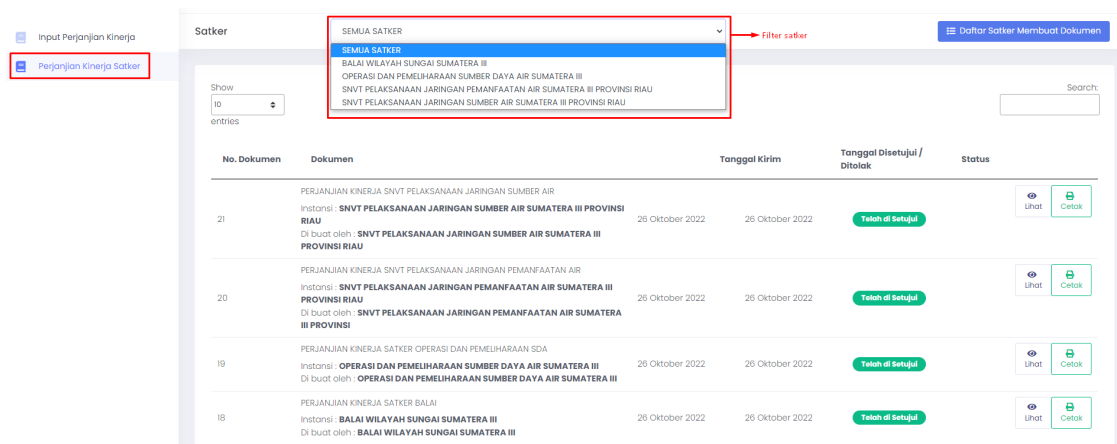 Input Perjanjian Kinerja
Perjanjian Kinerja Satker
Satker
SEMUA SATKER
Filter satker
Daftar Satker Membuat Dokumen
SEMUA SATKER
BALAI WILAYAH SUNGAI SUMATERA III
OPERASI DAN PEMELIHARAAN SUMBER DAYA AIR SUMATERA III
SNVT PELAKSANAAN JARINGAN PEMANFAATAN AIR SUMATERA III PROVINSI RIAU
SNVT PELAKSANAAN JARINGAN SUMBER AIR SUMATERA III PROVINSI RIAU
Show
10
entries
Search:
No. Dokumen Dokumen Tanggal Kirim Tanggal Disetujui / Ditolak Status
PERJANJIAN KINERJA SNVT PELAKSANAAN JARINGAN SUMBER AIR
Instansi : SNVT PELAKSANAAN JARINGAN SUMBER AIR SUMATERA III PROVINSI
RIAU
Di buat oleh : SNVT PELAKSANAAN JARINGAN SUMBER AIR SUMATERA III
PROVINSI RIAU
21 26 Oktober 2022 26 Oktober 2022 Telah di Setujui Lihat Cetak
PERJANJIAN KINERJA SNVT PELAKSANAAN JARINGAN PEMANFAATAN AIR
Instansi : SNVT PELAKSANAAN JARINGAN PEMANFAATAN AIR SUMATERA III
PROVINSI RIAU
Di buat oleh : SNVT PELAKSANAAN JARINGAN PEMANFAATAN AIR SUMATERA
III PROVINSI
20 26 Oktober 2022 26 Oktober 2022 Telah di Setujui Lihat Cetak
PERJANJIAN KINERJA SATKER OPERASI DAN PEMELIHARAAN SDA
Instansi : OPERASI DAN PEMELIHARAAN SUMBER DAYA AIR SUMATERA III
Di buat oleh : OPERASI DAN PEMELIHARAAN SUMBER DAYA AIR SUMATERA III
19 26 Oktober 2022 26 Oktober 2022 Telah di Setujui Lihat Cetak
PERJANJIAN KINERJA SATKER BALAI
Instansi : BALAI WILAYAH SUNGAI SUMATERA III
Di buat oleh : BALAI WILAYAH SUNGAI SUMATERA III
18 26 Oktober 2022 26 Oktober 2022 Telah di Setujui Lihat Cetak